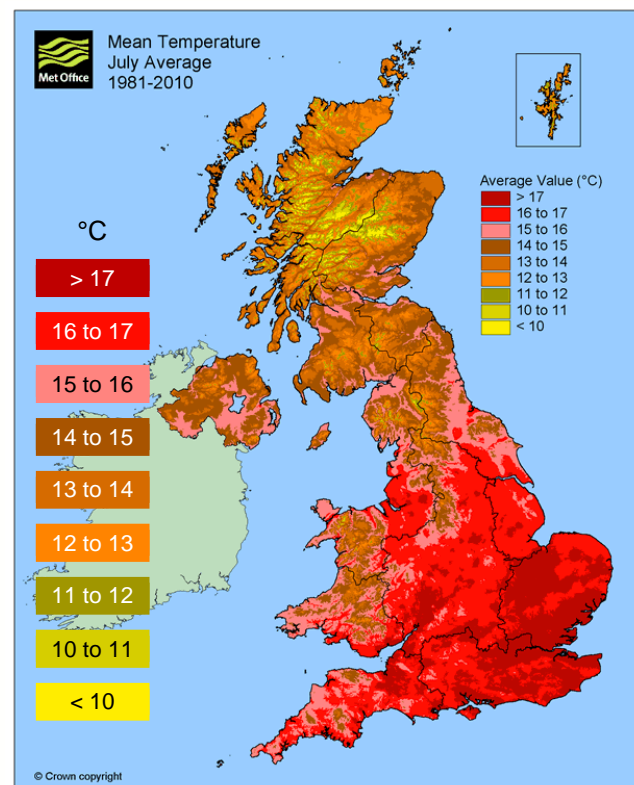 Met Office
Mean Temperature
July Average
1981-2010
Average Value (°C)
> 17
16 to 17
15 to 16
14 to 15
13 to 14
12 to 13
11 to 12
10 to 11
< 10
°C
> 17
16 to 17
15 to 16
14 to 15
13 to 14
12 to 13
11 to 12
10 to 11
< 10
© Crown copyright